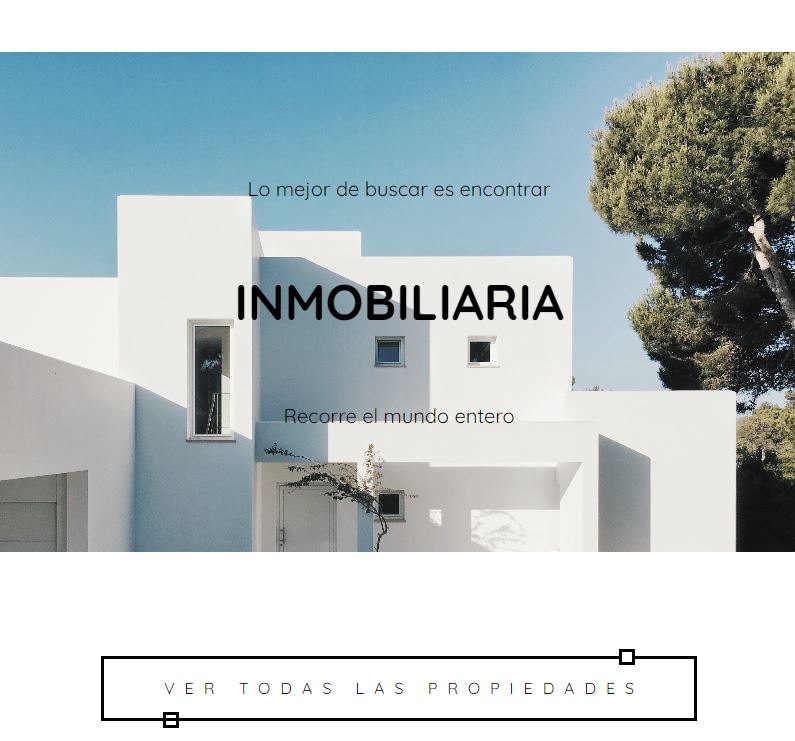 Lo mejor de buscar es encontrar
INMOBILIARIA
Recorre el mundo entero
VER TODAS LAS PROPIEDADES